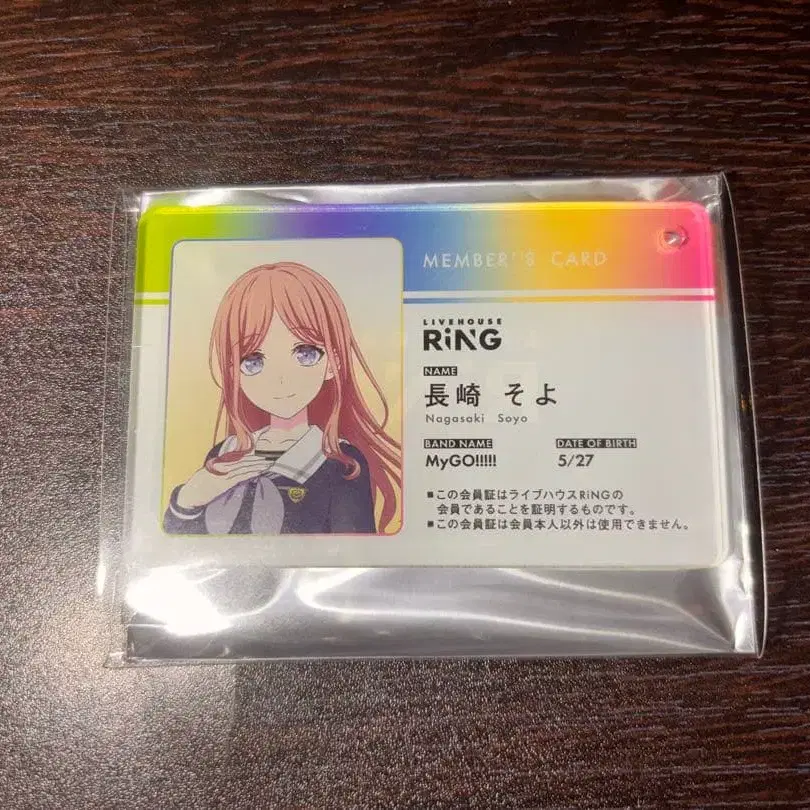 MEMBER'S CARD
LIVEHOUSE
RiNG
NAME
長崎 そよ
Nagasaki Soyo
BAND NAME
DATE OF BIRTH
MyGO!!!!!
5/27
■この会員証はライブハウスRiNGの
会員であることを証明するものです。
■この会員証は会員本人以外は使用できません。